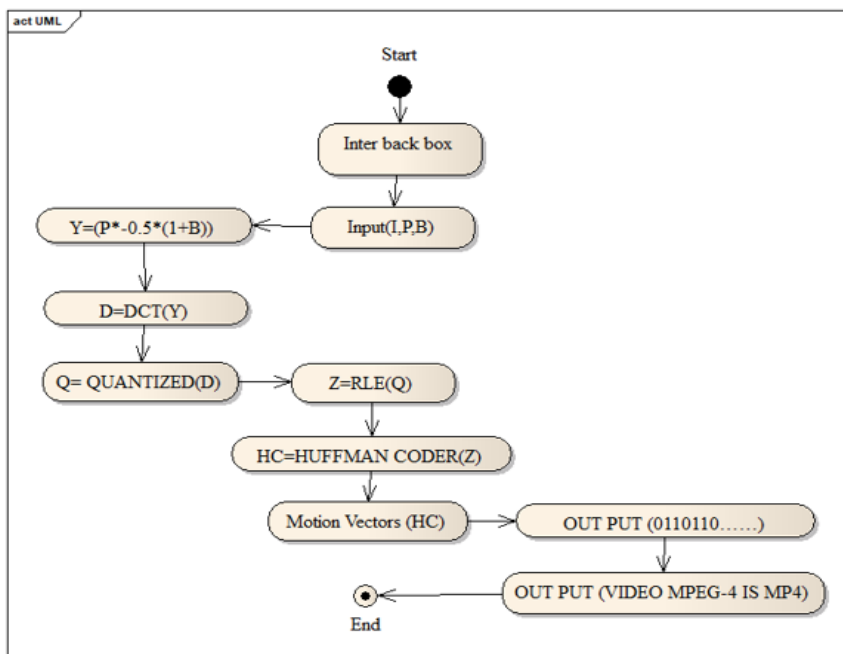 act UML
Start
Inter back box
Input(I,P,B)
Y=(P*-0.5*(1+B))
D=DCT(Y)
Q= QUANTIZED(D)
Z=RLE(Q)
HC=HUFFMAN CODER(Z)
Motion Vectors (HC)
OUT PUT (0110110......)
OUT PUT (VIDEO MPEG-4 IS MP4)
End